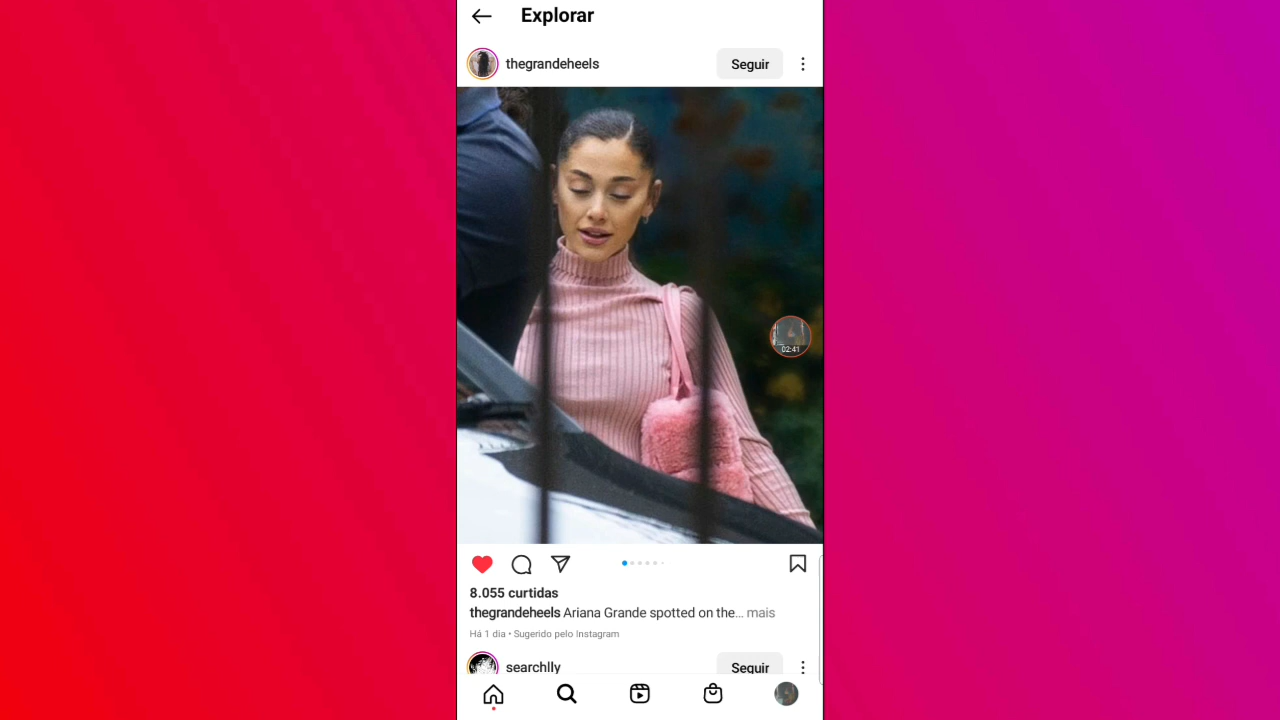 Explorar
thegrandeheels
Seguir
02:41
8.055 curtidas
thegrandeheels Ariana Grande spotted on the... mais
Há 1 dia • Sugerido pelo Instagram
searchlly
Seguir